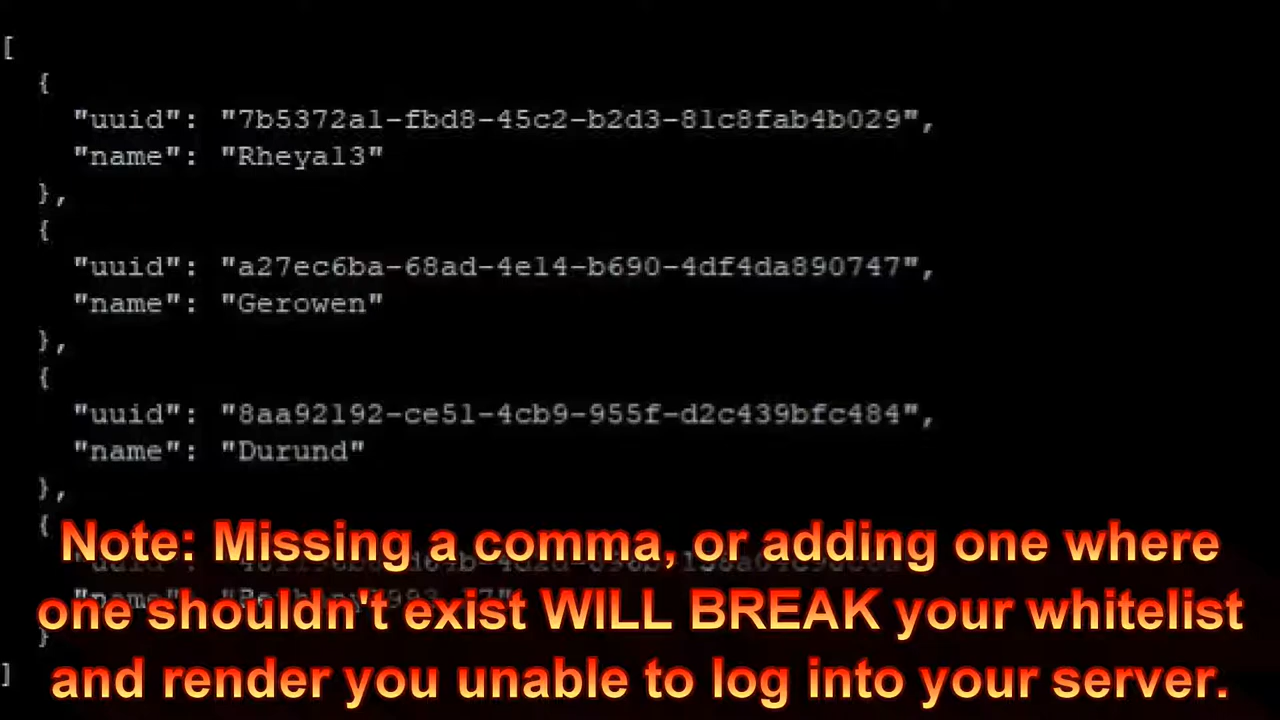 [
{
"uuid": "7b5372a1-fbd8-45c2-b2d3-81c8fab4b029",
"name": "Rheyal3"
},
{
"uuid": "a27ec6ba-68ad-4e14-b690-4df4da890747",
"name": "Gerowen"
},
{
"uuid": "8aa92192-ce51-4cb9-955f-d2c439bfc484",
"name": "Durund"
},
{
"uuid":
"name":
}
]
Note: Missing a comma, or adding one where
one shouldn't exist WILL BREAK your whitelist
and render you unable to log into your server.